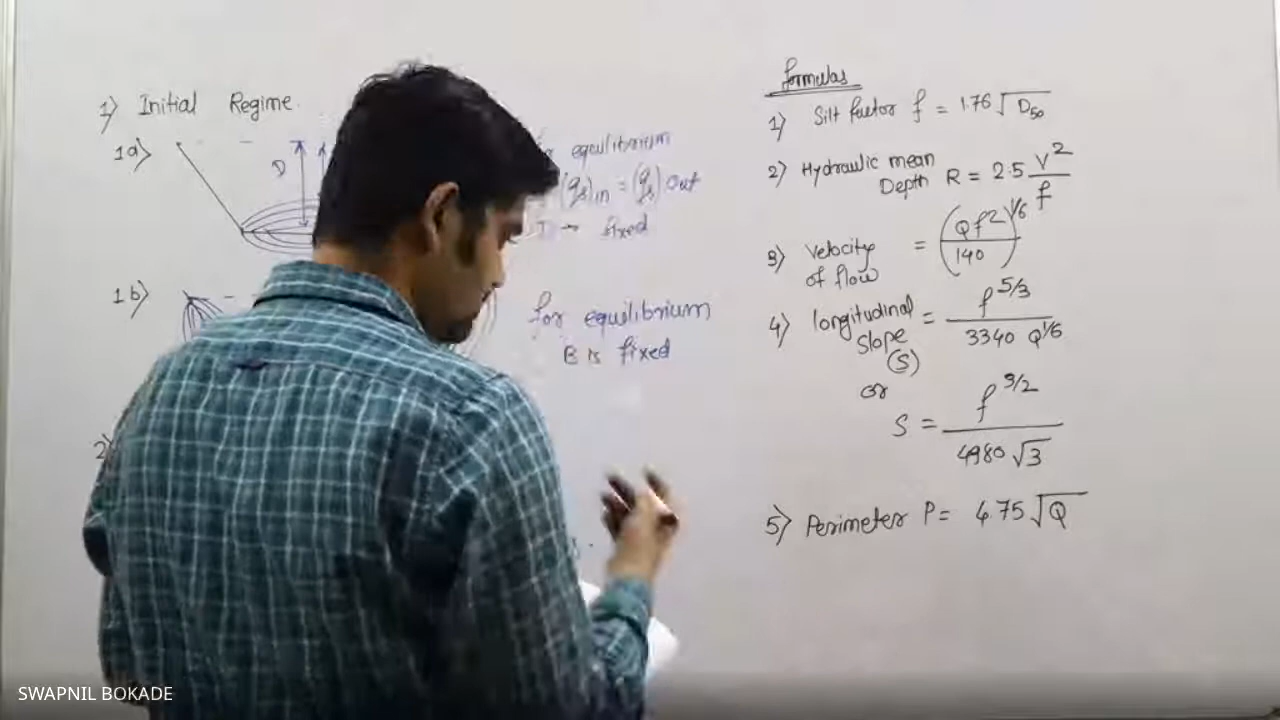 1) Initial Regime
1a)
D
equilibrium
(qs)in = (qs)out
→ fixed
1b)
for equilibrium
B is fixed
2)
formulas
1) Silt factor f = 1.76 √D50
2) Hydraulic mean Depth R = 2.5 V²/f
3) Velocity of flow = (Qf²/140)^1/6
4) longitudinal Slope (S) = f^5/3 / 3340 Q^1/6
or
S = f^3/2 / 4980 √3
5) Perimeter P = 4.75 √Q
SWAPNIL BOKADE